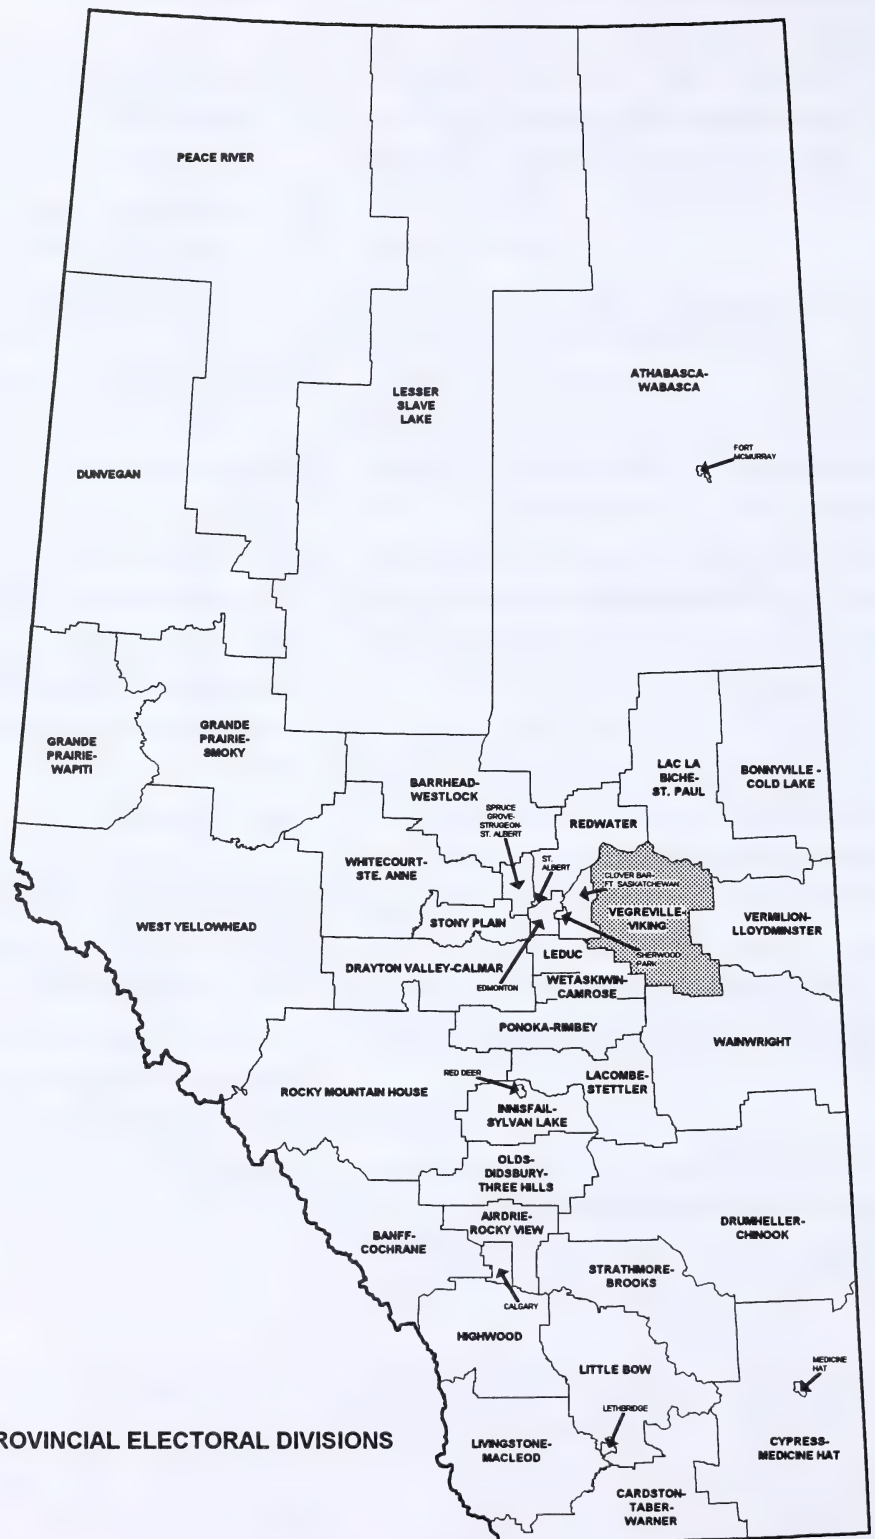 PEACE RIVER
LESSER
SLAVE
LAKE
ATHABASCA-
WABASCA
FORT
MCMURRAY
DUNVEGAN
GRANDE
PRAIRIE-
WAPITI
GRANDE
PRAIRIE-
SMOKY
LAC LA
BICHE-
ST. PAUL
BONNYVILLE -
COLD LAKE
BARRHEAD-
WESTLOCK
SPRUCE
GROVE-
STRUGEON-
ST. ALBERT
REDWATER
WHITECOURT-
STE. ANNE
ST.
ALBERT
CLOVER BAR-
FT. SASKATCHEWAN
VEGREVILLE-
VIKING
VERMILION-
LLOYDMINSTER
WEST YELLOWHEAD
STONY PLAIN
LEDUC
SHERWOOD
PARK
DRAYTON VALLEY-CALMAR
EDMONTON
WETASKIWIN-
CAMROSE
PONOKA-RIMBEY
WAINWRIGHT
RED DEER
LACOMBE-
STETTLER
ROCKY MOUNTAIN HOUSE
INNISFAIL-
SYLVAN LAKE
OLDS-
DIDSBURY-
THREE HILLS
AIRDRIE-
ROCKY VIEW
BANFF-
COCHRANE
DRUMHELLER-
CHINOOK
STRATHMORE-
BROOKS
CALGARY
HIGHWOOD
LITTLE BOW
MEDICINE
HAT
LETHBRIDGE
ROVINCIAL ELECTORAL DIVISIONS
LIVINGSTONE-
MACLEOD
CYPRESS-
MEDICINE HAT
CARDSTON-
TABER-
WARNER